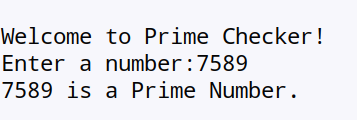 Welcome to Prime Checker!
Enter a number:7589
7589 is a Prime Number.